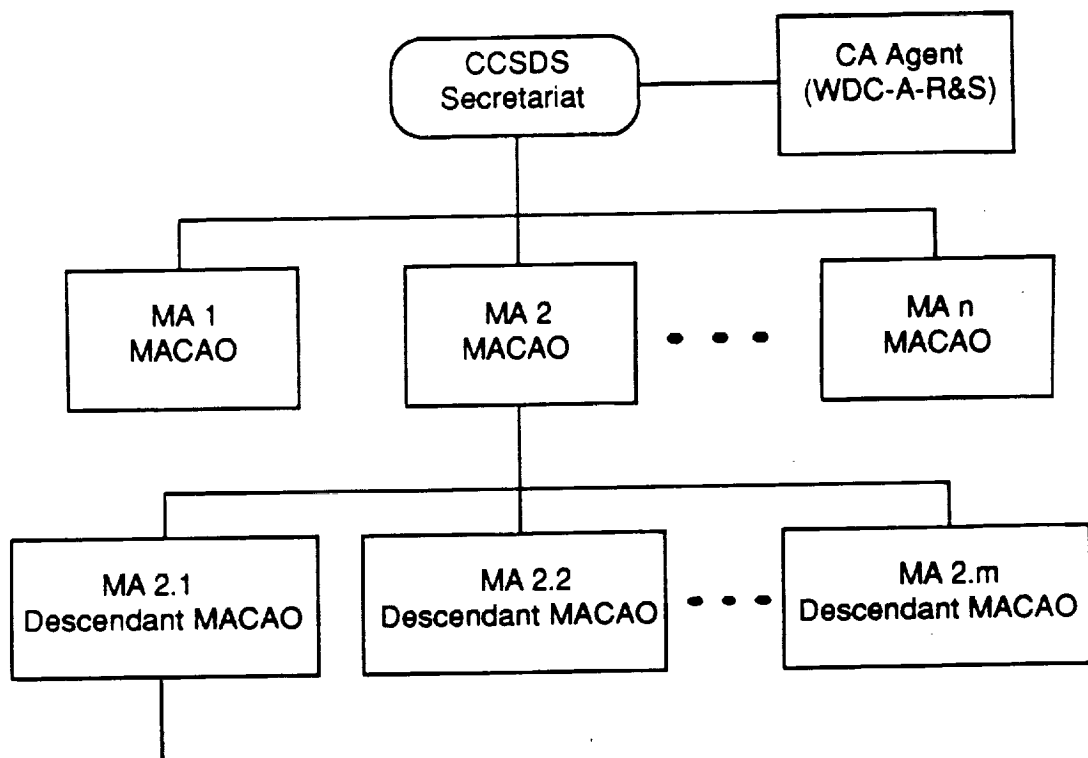 CCSDS
Secretariat
CA Agent
(WDC-A-R&S)
MA 1
MACAO
MA 2
MACAO
MA n
MACAO
MA 2.1
Descendant MACAO
MA 2.2
Descendant MACAO
MA 2.m
Descendant MACAO